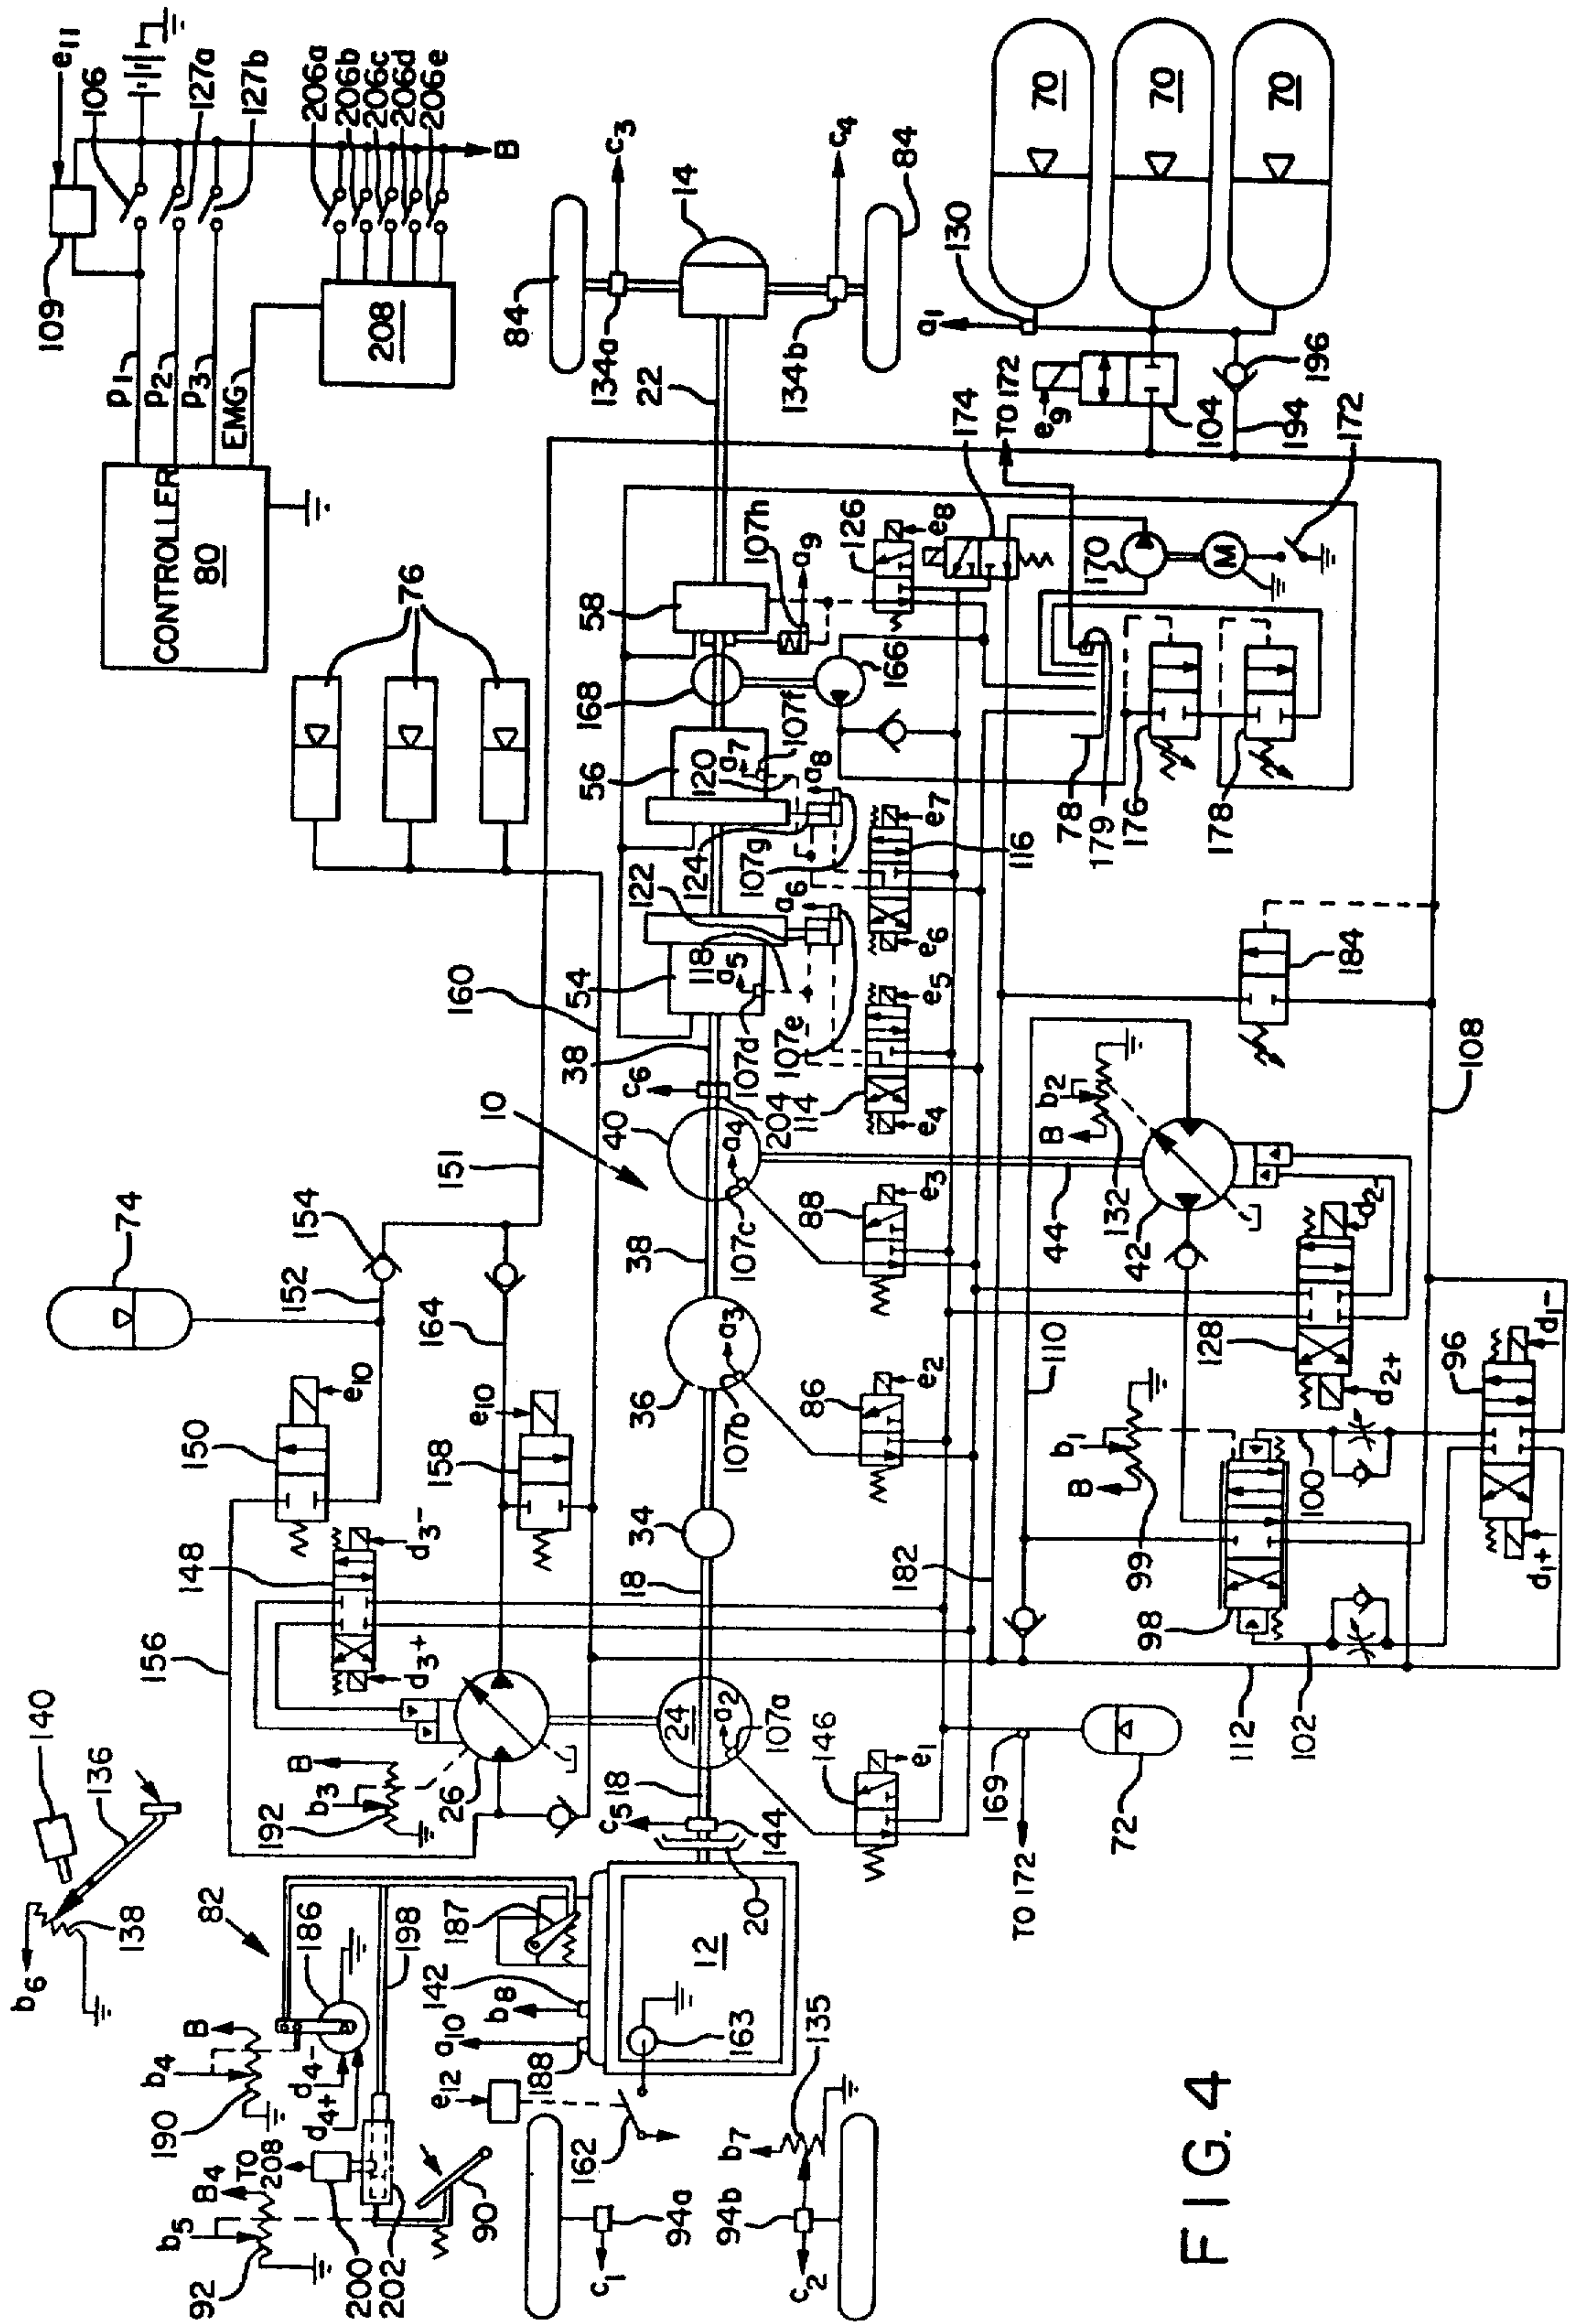 e11
106
127a
127b
109
P1
P2
P3
EMG
CONTROLLER
80
208
206a
206b
206c
206d
206e
B
C3
C4
14
84
84
134a
134b
22
70
70
70
130
a1
e9
104
194
196
TO 172
172
174
76
58
107h
a9
126
e8
170
M
168
166
56
120
a7
107f
a8
124
107g
e7
116
e6
78
179
176
178
122
118
a6
54
a5
107d
107e
e5
114
e4
184
108
160
38
C6
204
10
40
151
74
154
152
a4
107c
88
e3
44
42
132
b2
B
d2-
128
d2+
38
164
150
e10
e10
158
36
a3
107b
86
e2
110
b1
B
99
98
100
96
d1-
d1+
34
148
d3-
d3+
156
18
182
24
a2
107a
146
e1
112
102
169
TO 172
72
B
b3
192
26
18
C5
144
20
140
136
138
b6
82
186
198
187
142
12
b8
a10
188
163
B
b4
190
d4-
d4+
e12
162
135
b7
B4
TO 208
b5
92
200
202
90
94a
C1
94b
C2
FIG. 4